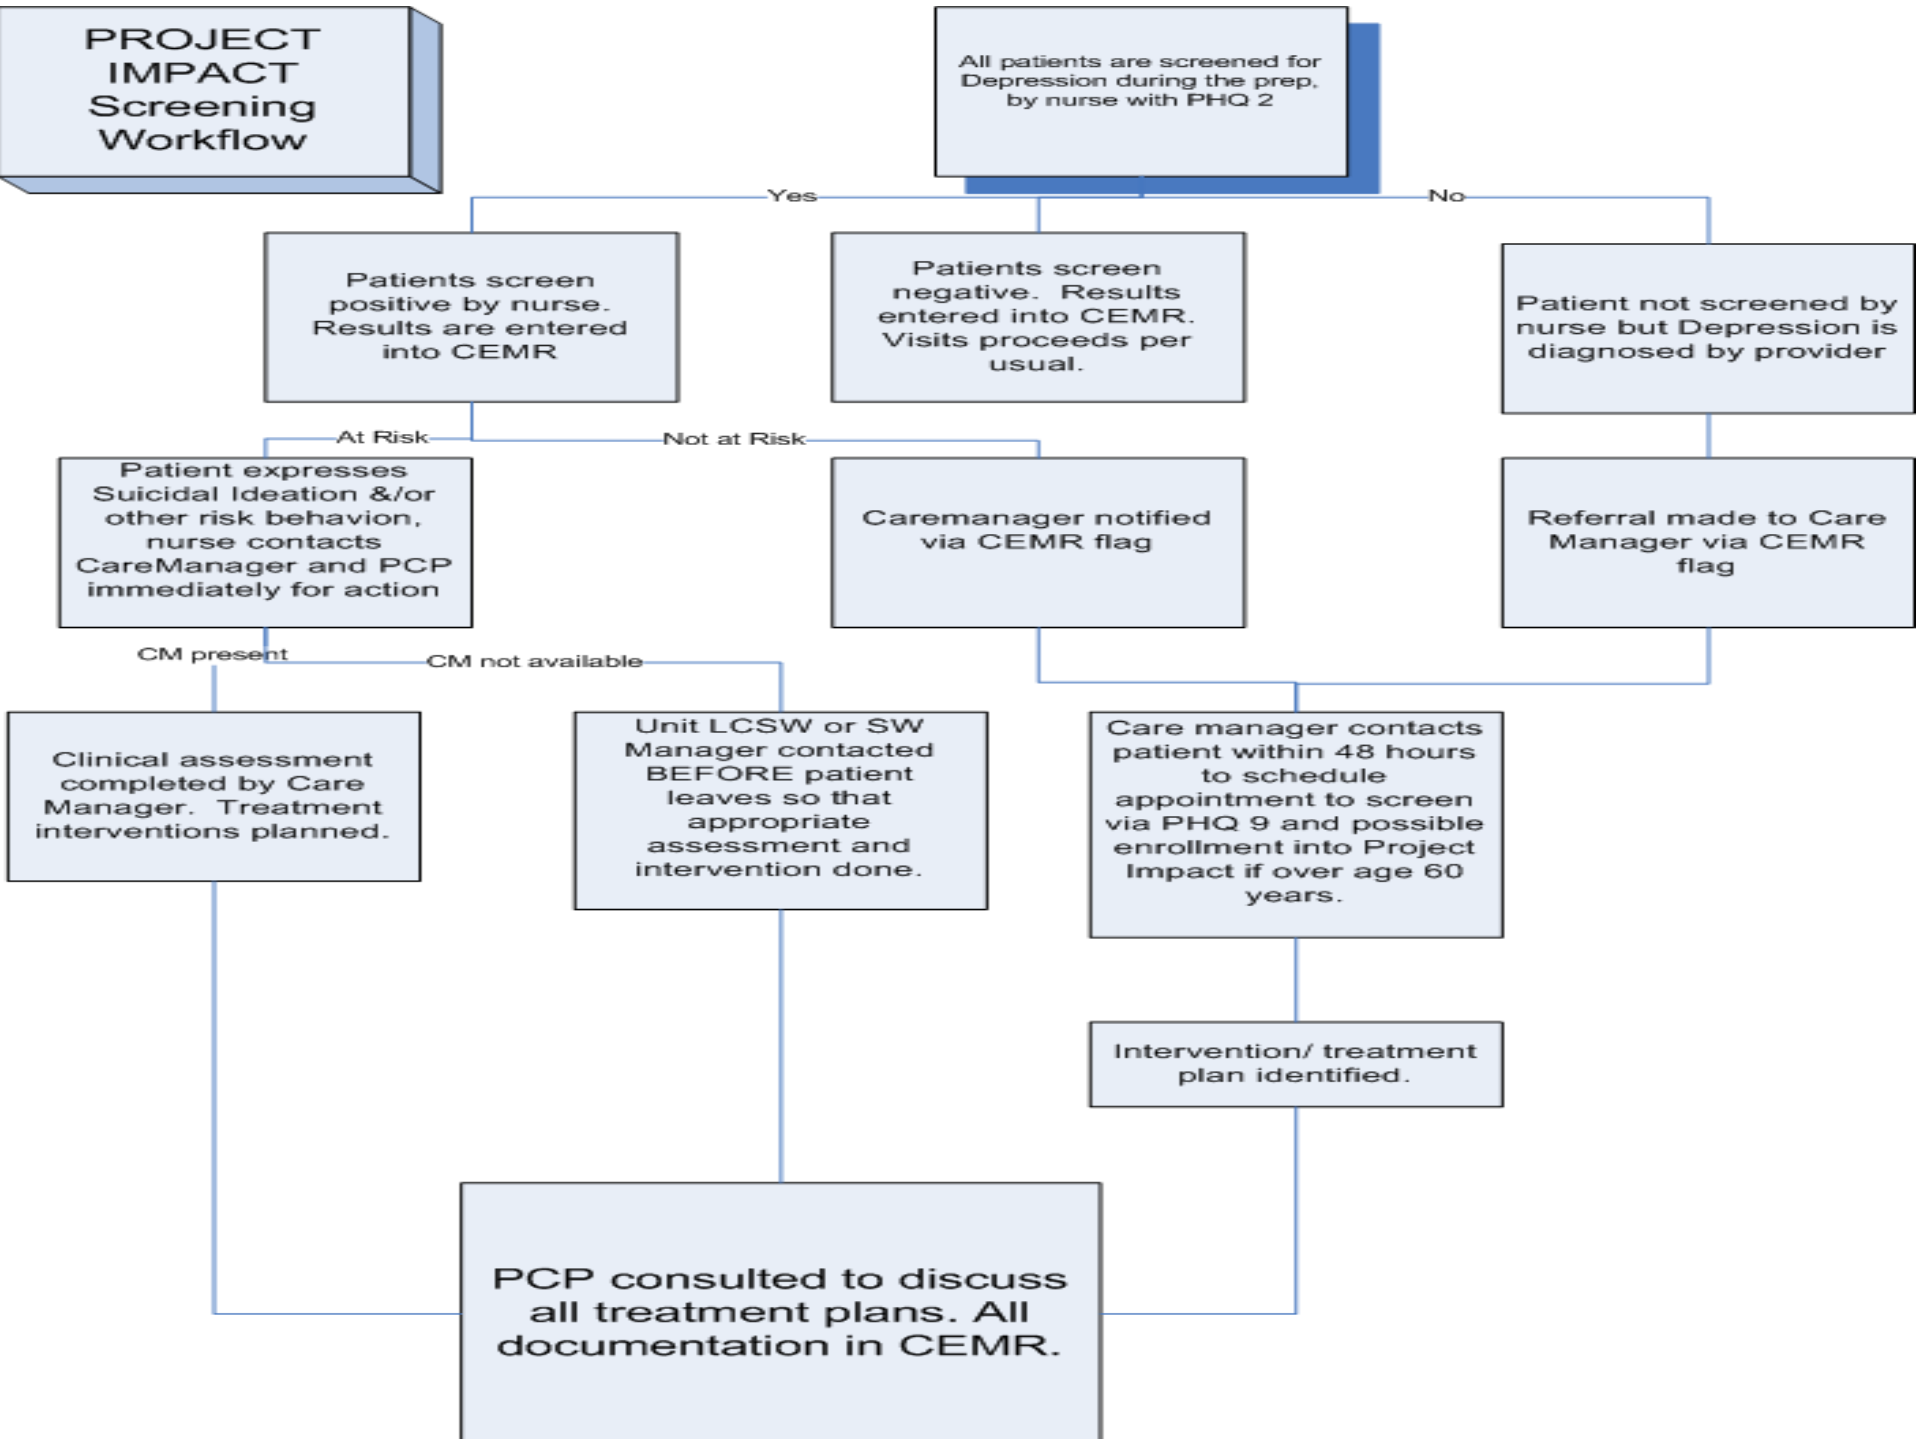 PROJECT
IMPACT
Screening
Workflow
All patients are screened for
Depression during the prep,
by nurse with PHQ 2
Yes
No
Patients screen
positive by nurse.
Results are entered
into CEMR
Patients screen
negative. Results
entered into CEMR.
Visits proceeds per
usual.
Patient not screened by
nurse but Depression is
diagnosed by provider
At Risk
Not at Risk
Patient expresses
Suicidal Ideation &/or
other risk behavion,
nurse contacts
CareManager and PCP
immediately for action
Caremanager notified
via CEMR flag
Referral made to Care
Manager via CEMR
flag
CM present
CM not available
Clinical assessment
completed by Care
Manager. Treatment
interventions planned.
Unit LCSW or SW
Manager contacted
BEFORE patient
leaves so that
appropriate
assessment and
intervention done.
Care manager contacts
patient within 48 hours
to schedule
appointment to screen
via PHQ 9 and possible
enrollment into Project
Impact if over age 60
years.
Intervention/ treatment
plan identified.
PCP consulted to discuss
all treatment plans. All
documentation in CEMR.